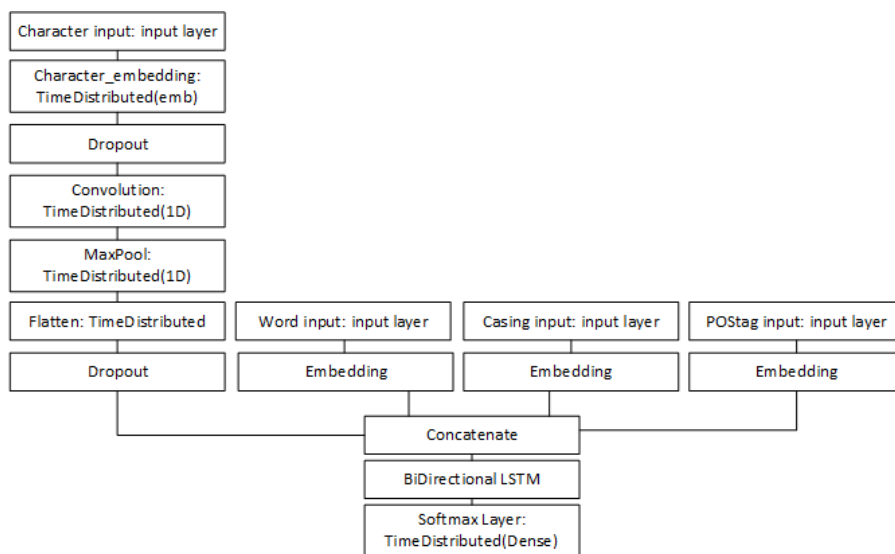 Character input: input layer
Character_embedding:
TimeDistributed(emb)
Dropout
Convolution:
TimeDistributed(1D)
MaxPool:
TimeDistributed(1D)
Flatten: TimeDistributed
Word input: input layer
Casing input: input layer
POStag input: input layer
Dropout
Embedding
Embedding
Embedding
Concatenate
BiDirectional LSTM
Softmax Layer:
TimeDistributed(Dense)